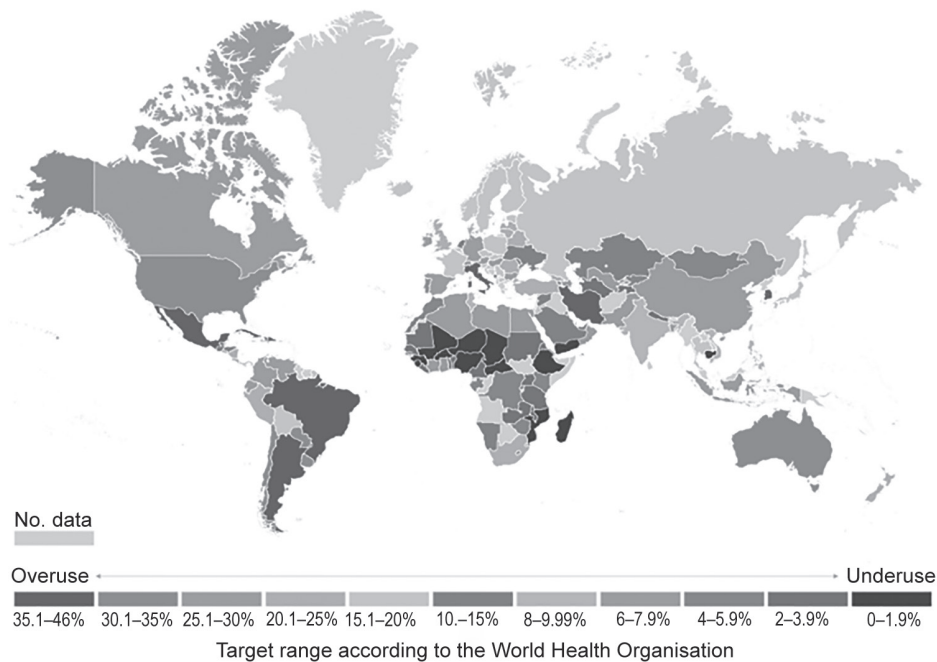 No. data
Overuse Underuse
35.1–46% 30.1–35% 25.1–30% 20.1–25% 15.1–20% 10.–15% 8–9.99% 6–7.9% 4–5.9% 2–3.9% 0–1.9%
Target range according to the World Health Organisation